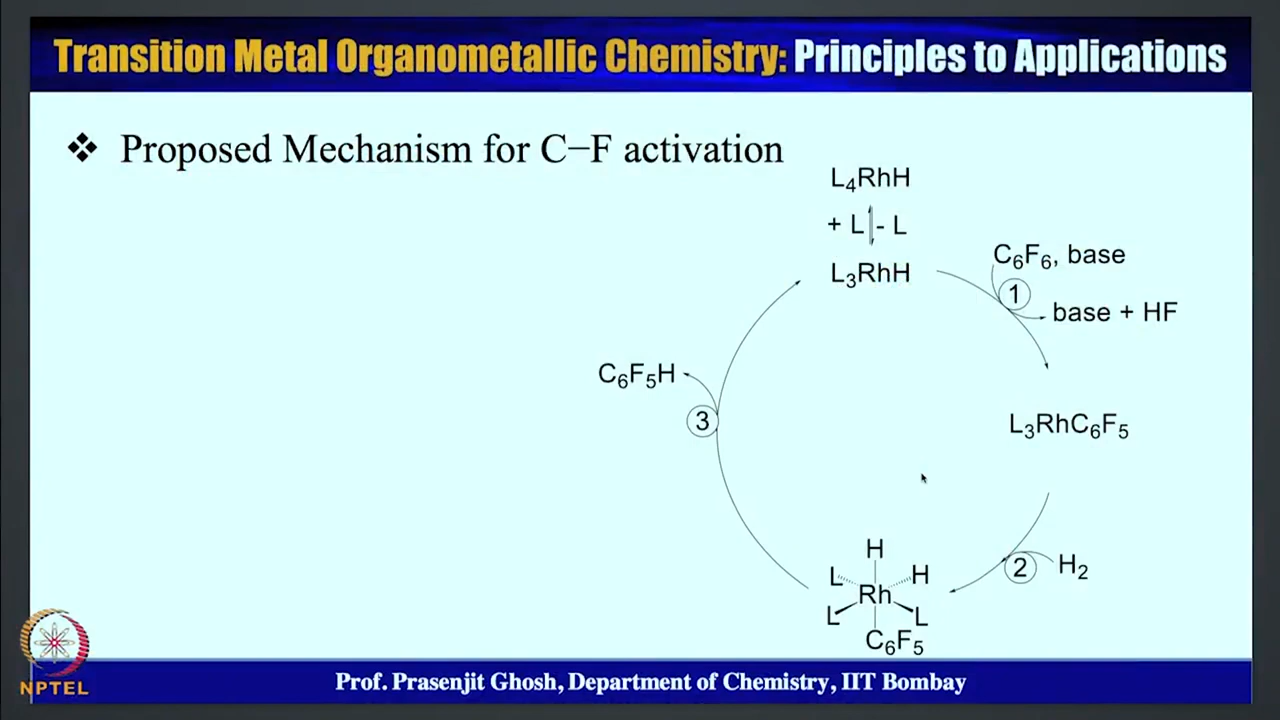 Transition Metal Organometallic Chemistry: Principles to Applications
❖ Proposed Mechanism for C−F activation
L₄RhH
+ L - L
L₃RhH
C₆F₆, base
1
base + HF
C₆F₅H
3
L₃RhC₆F₅
H
L H
Rh
2 H₂
L L
C₆F₅
NPTEL
Prof. Prasenjit Ghosh, Department of Chemistry, IIT Bombay